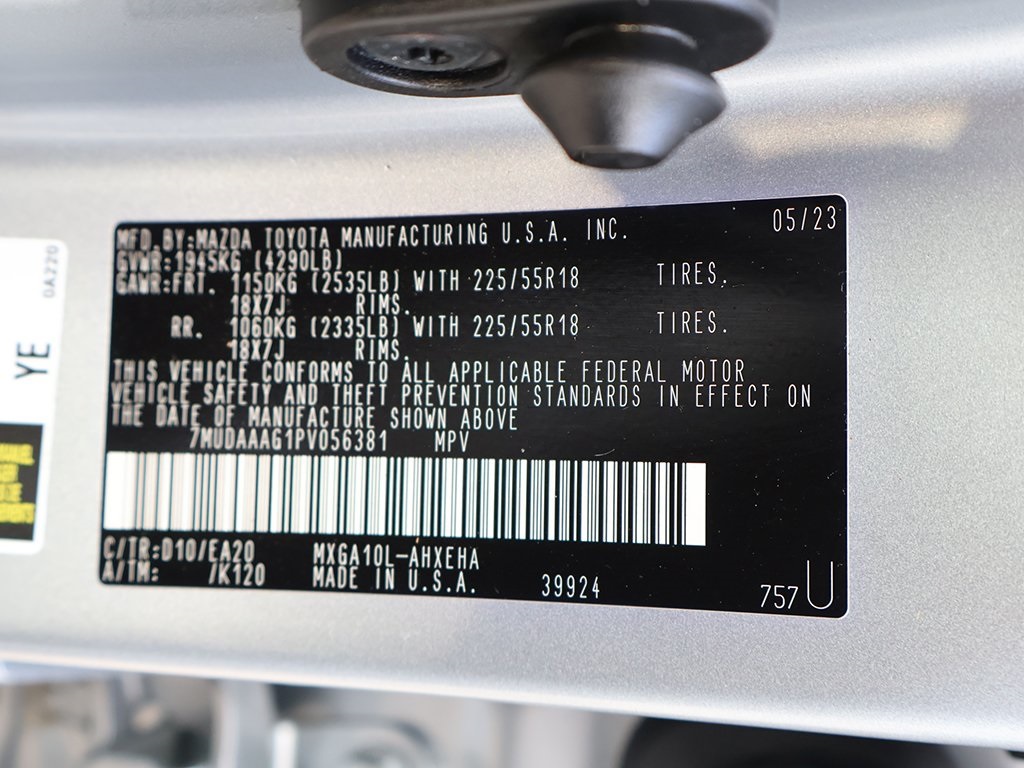 MFD.BY:MAZDA TOYOTA MANUFACTURING U.S.A. INC. 05/23
GVWR:1945KG (4290LB)
GAWR:FRT. 1150KG (2535LB) WITH 225/55R18 TIRES.
18X7J RIMS.
RR. 1060KG (2335LB) WITH 225/55R18 TIRES.
18X7J RIMS.
THIS VEHICLE CONFORMS TO ALL APPLICABLE FEDERAL MOTOR
VEHICLE SAFETY AND THEFT PREVENTION STANDARDS IN EFFECT ON
THE DATE OF MANUFACTURE SHOWN ABOVE
7MUDAAAG1PV056381 MPV
C/TR:D10/EA20 MXGA10L-AHXEHA
A/TM: /K120 MADE IN U.S.A. 39924
757 U
0A220
YE